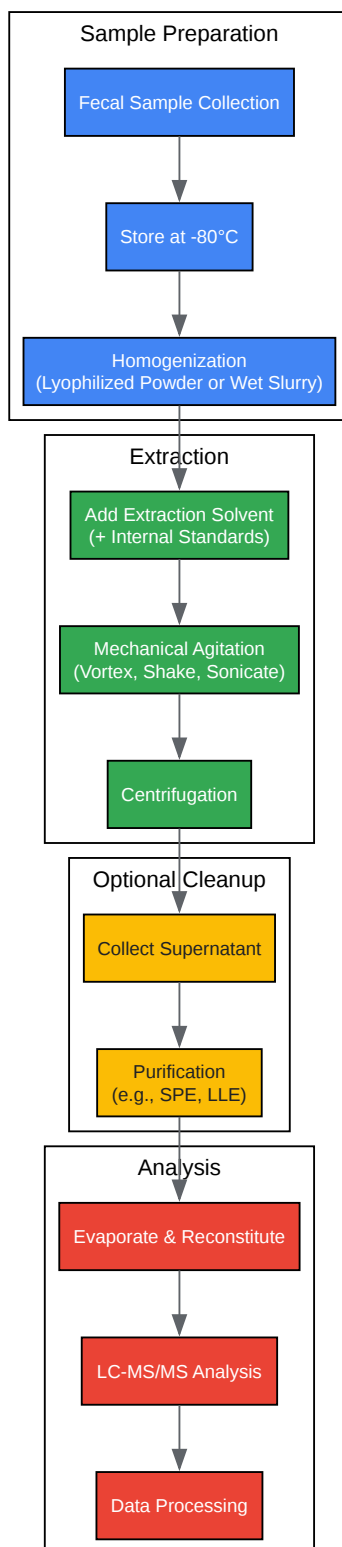 Sample Preparation
Fecal Sample Collection
Store at -80°C
Homogenization
(Lyophilized Powder or Wet Slurry)
Extraction
Add Extraction Solvent
(+ Internal Standards)
Mechanical Agitation
(Vortex, Shake, Sonicate)
Centrifugation
Optional Cleanup
Collect Supernatant
Purification
(e.g., SPE, LLE)
Analysis
Evaporate & Reconstitute
LC-MS/MS Analysis
Data Processing